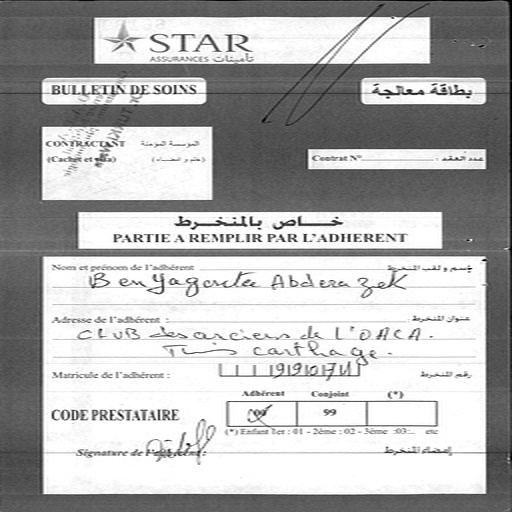 STAR
ASSURANCES تأمينات
BULLETIN DE SOINS بطاقة معالجة
CONTRACTANT المؤسسة المؤمنة
(Cachet et visa) (ختم و امضاء)
Contrat N° عدد العقد :
خاص بالمنخرط
PARTIE A REMPLIR PAR L'ADHERENT
Nom et prénom de l'adhérent إسم و لقب المنخرط
Ben Abderazek
Adresse de l'adhérent : عنوان المنخرط :
CLUB des anciens de L'OACA.
Tunis carthage.
Matricule de l'adhérent : رقم المنخرط
Adhérent Conjoint (*)
CODE PRESTATAIRE 00 99
(*) Enfant 1er : 01 - 2ème : 02 - 3ème :03:.. etc
Signature de l'adhérent : إمضاء المنخرط